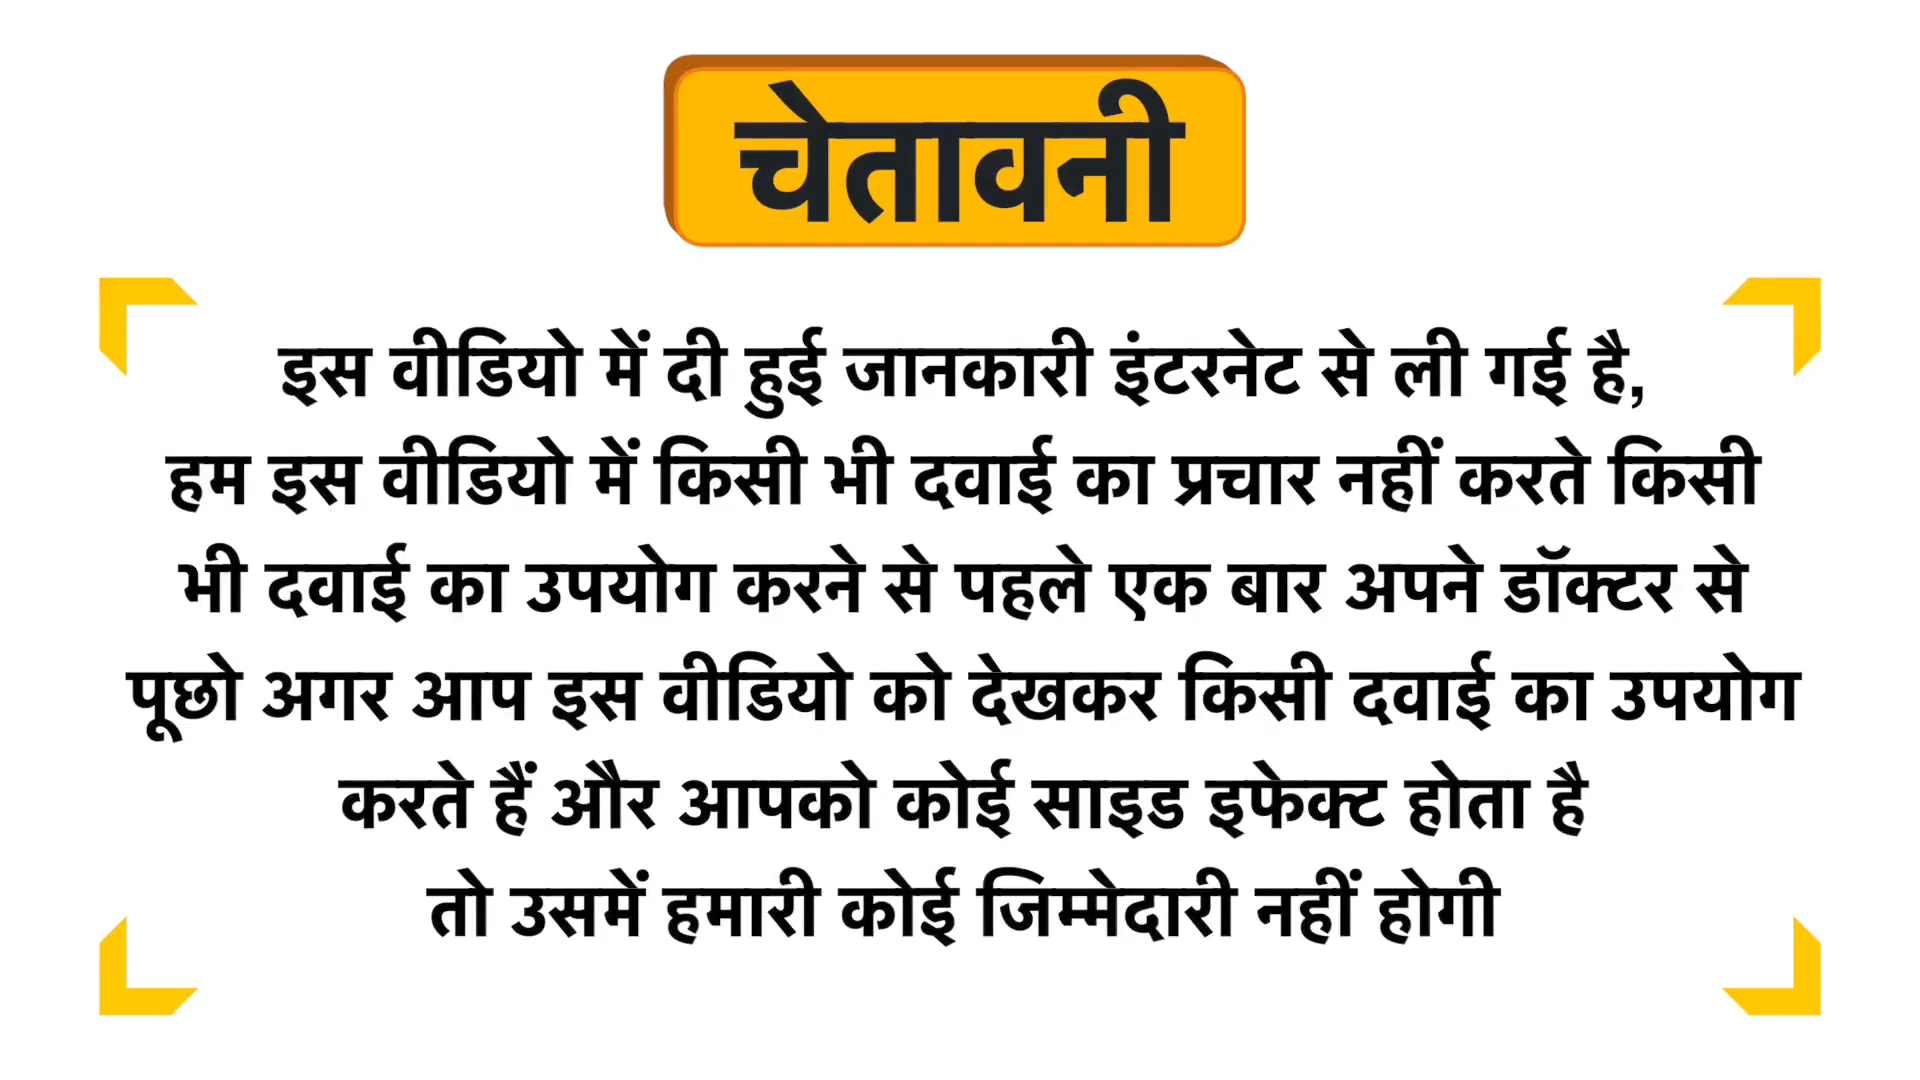 चेतावनी
इस वीडियो में दी हुई जानकारी इंटरनेट से ली गई है,
हम इस वीडियो में किसी भी दवाई का प्रचार नहीं करते किसी
भी दवाई का उपयोग करने से पहले एक बार अपने डॉक्टर से
पूछो अगर आप इस वीडियो को देखकर किसी दवाई का उपयोग
करते हैं और आपको कोई साइड इफेक्ट होता है
तो उसमें हमारी कोई जिम्मेदारी नहीं होगी